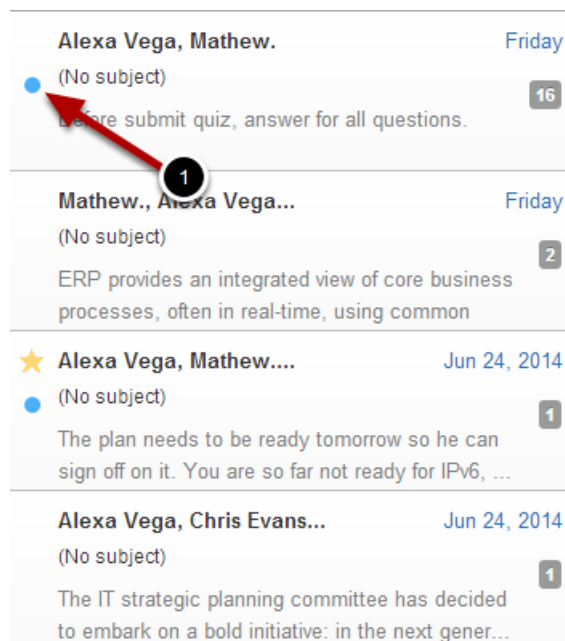 Alexa Vega, Mathew. Friday
(No subject)
16
Before submit quiz, answer for all questions.
1
Mathew., Alexa Vega... Friday
(No subject)
2
ERP provides an integrated view of core business
processes, often in real-time, using common
Alexa Vega, Mathew.... Jun 24, 2014
(No subject)
1
The plan needs to be ready tomorrow so he can
sign off on it. You are so far not ready for IPv6, ...
Alexa Vega, Chris Evans... Jun 24, 2014
(No subject)
1
The IT strategic planning committee has decided
to embark on a bold initiative: in the next gener...